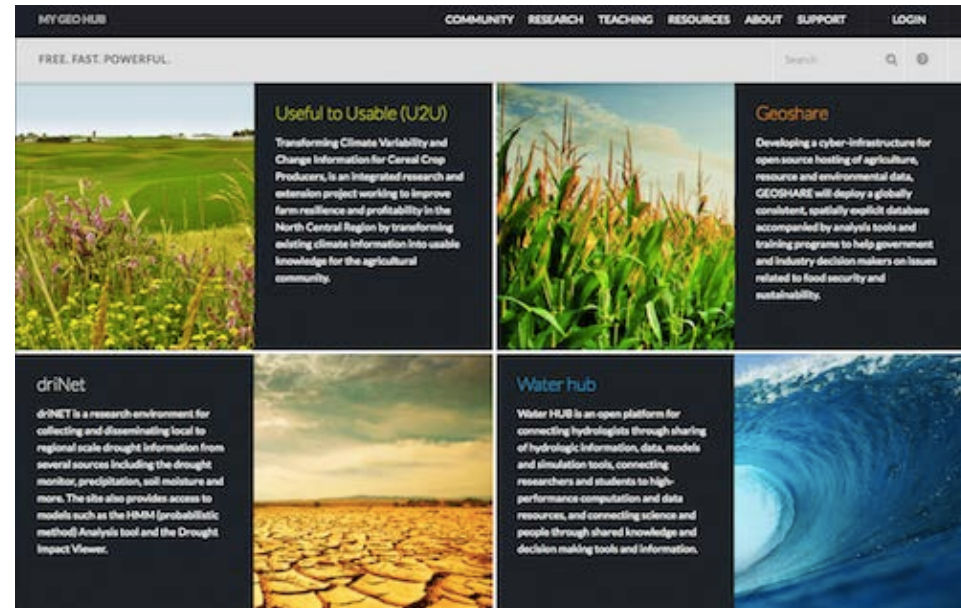 MY GEO HUB
COMMUNITY RESEARCH TEACHING RESOURCES ABOUT SUPPORT LOGIN
FREE. FAST. POWERFUL.
Search
Useful to Usable (U2U)
Transforming Climate Variability and
Change Information for Cereal Crop
Producers, is an integrated research and
extension project working to improve
farm resilience and profitability in the
North Central Region by transforming
existing climate information into usable
knowledge for the agricultural
community.
Geoshare
Developing a cyber-infrastructure for
open source hosting of agriculture,
resource and environmental data,
GEOSHARE will deploy a globally
consistent, spatially explicit database
accompanied by analysis tools and
training programs to help government
and industry decision makers on issues
related to food security and
sustainability.
driNet
driNET is a research environment for
collecting and disseminating local to
regional scale drought information from
several sources including the drought
monitor, precipitation, soil moisture and
more. The site also provides access to
models such as the HMM (probabilistic
method) Analysis tool and the Drought
Impact Viewer.
Water hub
Water HUB is an open platform for
connecting hydrologists through sharing
of hydrologic information, data, models
and simulation tools, connecting
researchers and students to high-
performance computation and data
resources, and connecting science and
people through shared knowledge and
decision making tools and information.